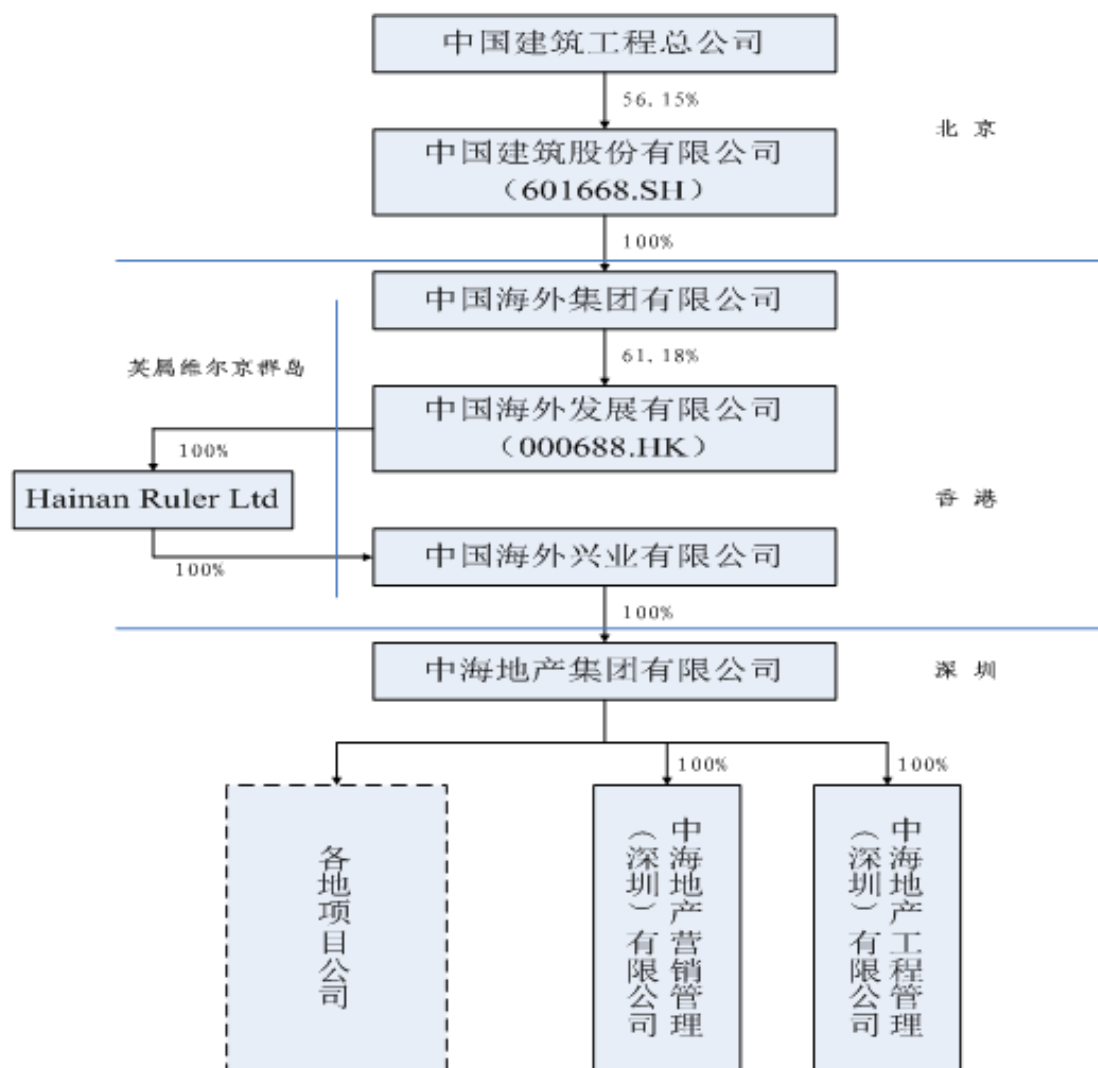 中国建筑工程总公司
56.15%
北京
中国建筑股份有限公司
（601668.SH）
100%
中国海外集团有限公司
61.18%
英属维尔京群岛
中国海外发展有限公司
（000688.HK）
100%
Hainan Ruler Ltd
香港
中国海外兴业有限公司
100%
100%
中海地产集团有限公司
深圳
100%
100%
各地项目公司
中海地产营销管理
（深圳）有限公司
中海地产工程管理
（深圳）有限公司